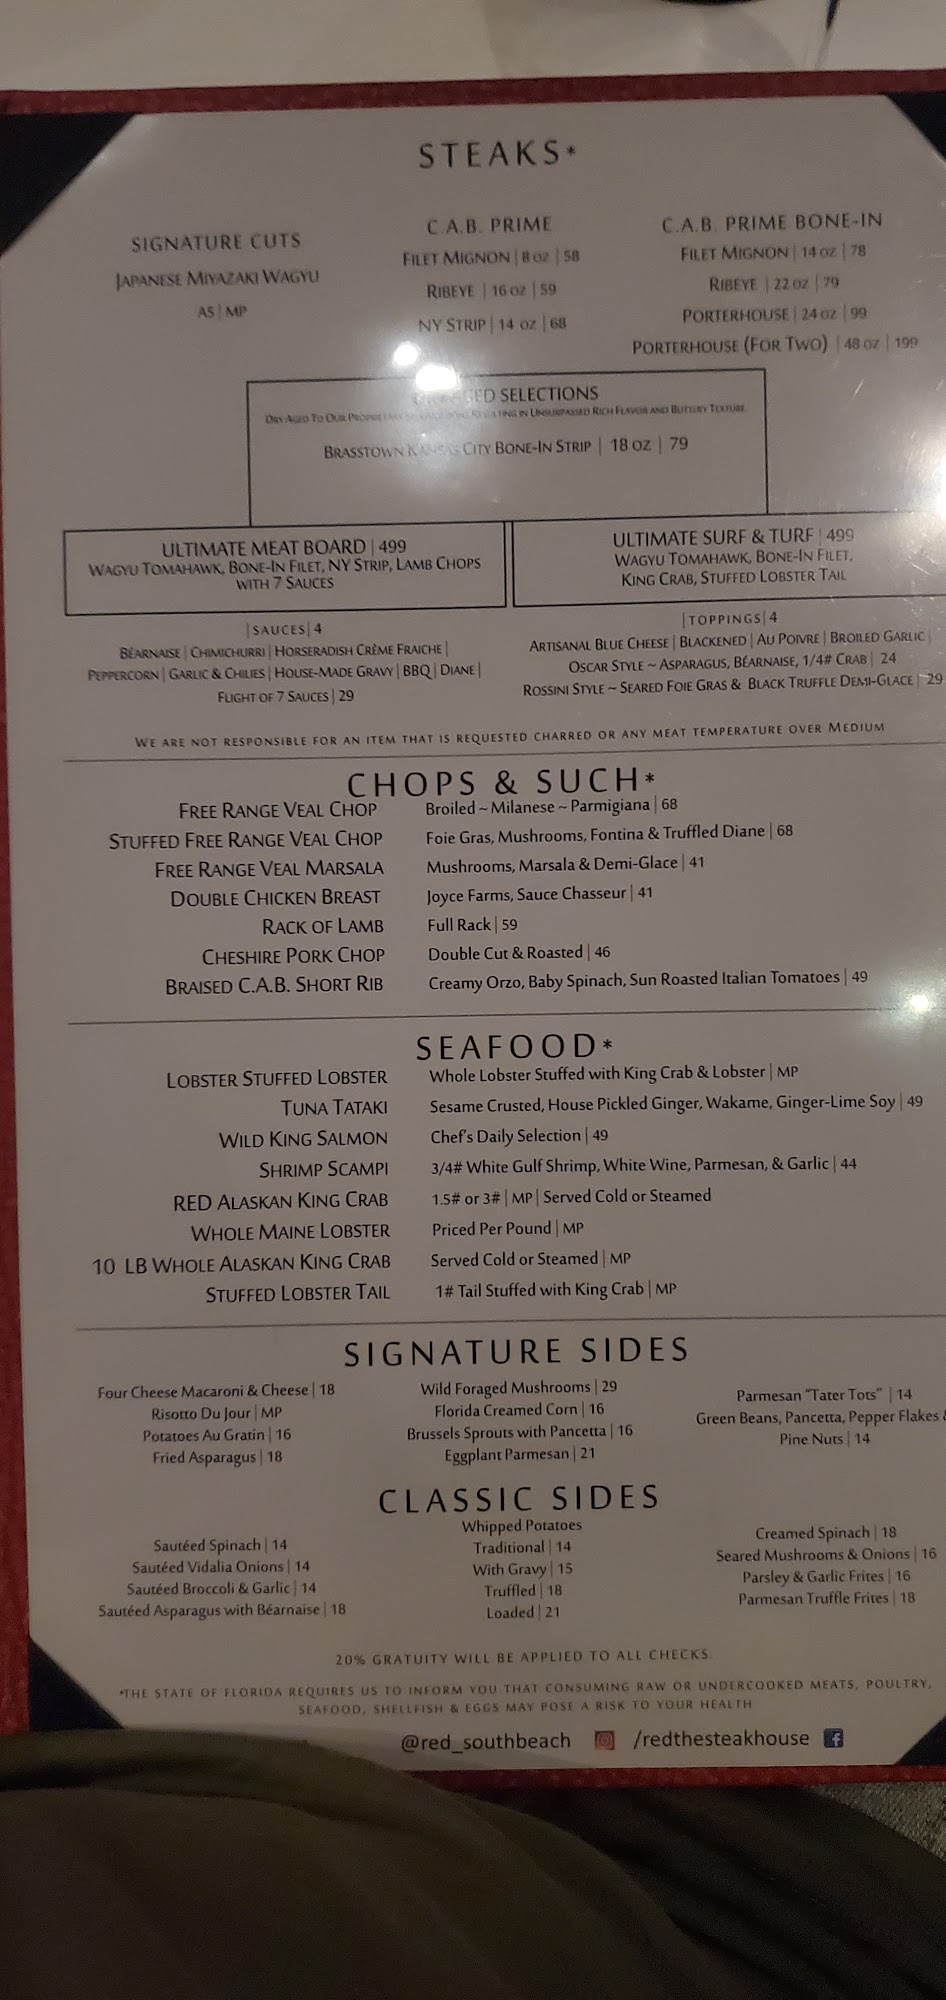 STEAKS*
SIGNATURE CUTS
JAPANESE MIYAZAKI WAGYU
A5 | MP
C.A.B. PRIME
FILET MIGNON | 8 OZ | 58
RIBEYE | 16 OZ | 59
NY STRIP | 14 OZ | 68
C.A.B. PRIME BONE-IN
FILET MIGNON | 14 OZ | 78
RIBEYE | 22 OZ | 79
PORTERHOUSE | 24 OZ | 99
PORTERHOUSE (FOR TWO) | 48 OZ | 199
SELECTIONS
DRY AGED TO OUR RESULTING IN UNSURPASSED RICH FLAVOR AND BUTTERY TEXTURE
BRASSTOWN KANSAS CITY BONE-IN STRIP | 18 OZ | 79
ULTIMATE MEAT BOARD | 499
WAGYU TOMAHAWK, BONE-IN FILET, NY STRIP, LAMB CHOPS
WITH 7 SAUCES
ULTIMATE SURF & TURF | 499
WAGYU TOMAHAWK, BONE-IN FILET,
KING CRAB, STUFFED LOBSTER TAIL
|SAUCES| 4
BÉARNAISE | CHIMICHURRI | HORSERADISH CRÈME FRAICHE |
PEPPERCORN | GARLIC & CHILIES | HOUSE-MADE GRAVY | BBQ | DIANE |
FLIGHT OF 7 SAUCES | 29
|TOPPINGS| 4
ARTISANAL BLUE CHEESE | BLACKENED | AU POIVRE | BROILED GARLIC |
OSCAR STYLE ~ ASPARAGUS, BÉARNAISE, 1/4# CRAB | 24
ROSSINI STYLE ~ SEARED FOIE GRAS & BLACK TRUFFLE DEMI-GLACE | 29
WE ARE NOT RESPONSIBLE FOR AN ITEM THAT IS REQUESTED CHARRED OR ANY MEAT TEMPERATURE OVER MEDIUM
CHOPS & SUCH*
FREE RANGE VEAL CHOP Broiled ~ Milanese ~ Parmigiana | 68
STUFFED FREE RANGE VEAL CHOP Foie Gras, Mushrooms, Fontina & Truffled Diane | 68
FREE RANGE VEAL MARSALA Mushrooms, Marsala & Demi-Glace | 41
DOUBLE CHICKEN BREAST Joyce Farms, Sauce Chasseur | 41
RACK OF LAMB Full Rack | 59
CHESHIRE PORK CHOP Double Cut & Roasted | 46
BRAISED C.A.B. SHORT RIB Creamy Orzo, Baby Spinach, Sun Roasted Italian Tomatoes | 49
SEAFOOD*
LOBSTER STUFFED LOBSTER Whole Lobster Stuffed with King Crab & Lobster | MP
TUNA TATAKI Sesame Crusted, House Pickled Ginger, Wakame, Ginger-Lime Soy | 49
WILD KING SALMON Chef's Daily Selection | 49
SHRIMP SCAMPI 3/4# White Gulf Shrimp, White Wine, Parmesan, & Garlic | 44
RED ALASKAN KING CRAB 1.5# or 3# | MP | Served Cold or Steamed
WHOLE MAINE LOBSTER Priced Per Pound | MP
10 LB WHOLE ALASKAN KING CRAB Served Cold or Steamed | MP
STUFFED LOBSTER TAIL 1# Tail Stuffed with King Crab | MP
SIGNATURE SIDES
Four Cheese Macaroni & Cheese | 18
Risotto Du Jour | MP
Potatoes Au Gratin | 16
Fried Asparagus | 18
Wild Foraged Mushrooms | 29
Florida Creamed Corn | 16
Brussels Sprouts with Pancetta | 16
Eggplant Parmesan | 21
Parmesan "Tater Tots" | 14
Green Beans, Pancetta, Pepper Flakes &
Pine Nuts | 14
CLASSIC SIDES
Sautéed Spinach | 14
Sautéed Vidalia Onions | 14
Sautéed Broccoli & Garlic | 14
Sautéed Asparagus with Béarnaise | 18
Whipped Potatoes
Traditional | 14
With Gravy | 15
Truffled | 18
Loaded | 21
Creamed Spinach | 18
Seared Mushrooms & Onions | 16
Parsley & Garlic Frites | 16
Parmesan Truffle Frites | 18
20% GRATUITY WILL BE APPLIED TO ALL CHECKS.
*THE STATE OF FLORIDA REQUIRES US TO INFORM YOU THAT CONSUMING RAW OR UNDERCOOKED MEATS, POULTRY,
SEAFOOD, SHELLFISH & EGGS MAY POSE A RISK TO YOUR HEALTH
@red_southbeach /redthesteakhouse